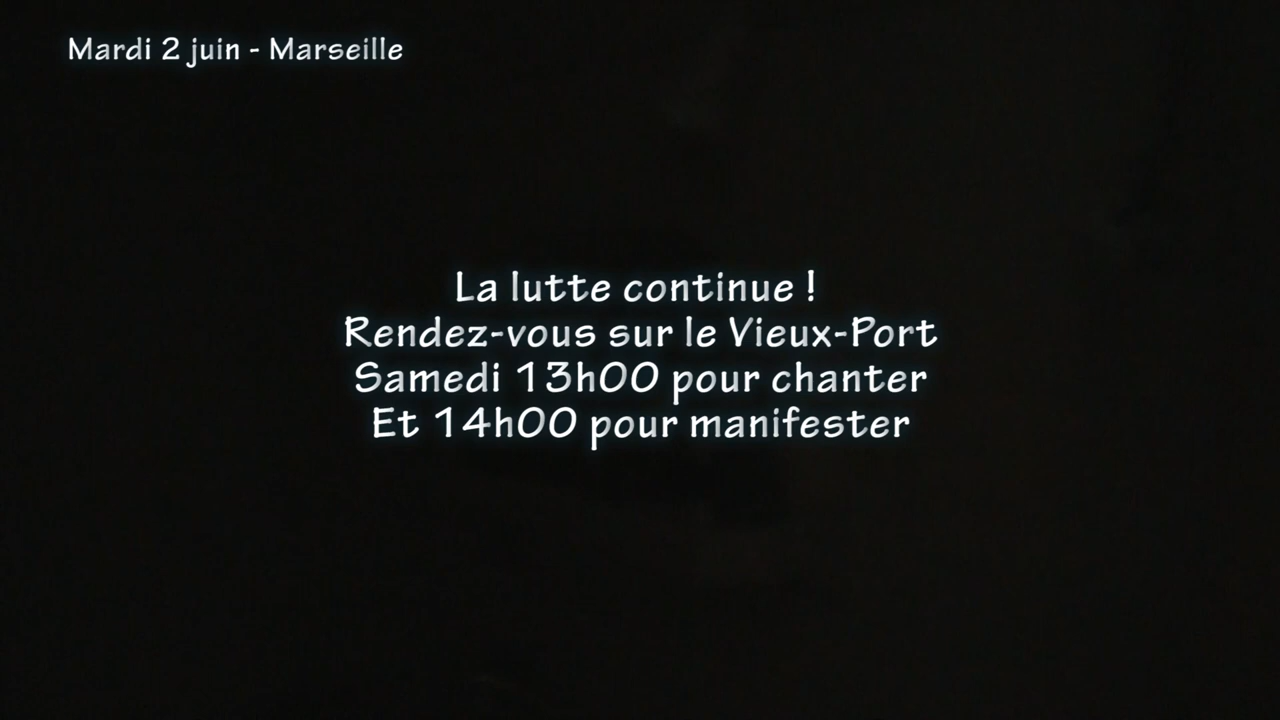 Mardi 2 juin - Marseille
La lutte continue !
Rendez-vous sur le Vieux-Port
Samedi 13h00 pour chanter
Et 14h00 pour manifester